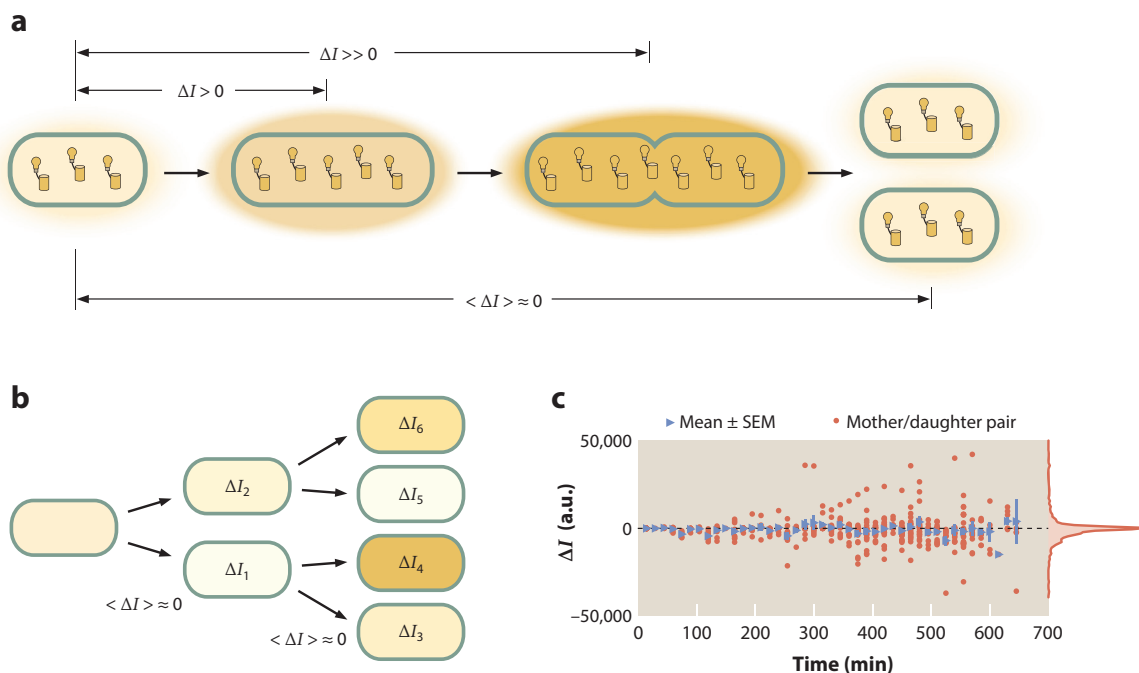 a
ΔI >> 0
ΔI > 0
< ΔI > ≈ 0
b
ΔI6
ΔI2
ΔI5
ΔI1
ΔI4
< ΔI > ≈ 0
ΔI3
< ΔI > ≈ 0
c
Mean ± SEM
Mother/daughter pair
50,000
0
−50,000
ΔI (a.u.)
0 100 200 300 400 500 600 700
Time (min)